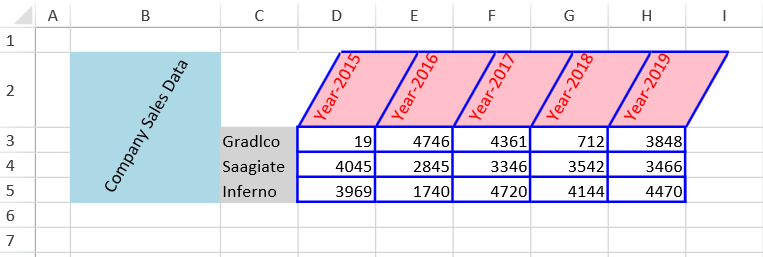 A B C D E F G H I
1
2 Company Sales Data Year-2015 Year-2016 Year-2017 Year-2018 Year-2019
3 Gradlco 19 4746 4361 712 3848
4 Saagiate 4045 2845 3346 3542 3466
5 Inferno 3969 1740 4720 4144 4470
6
7